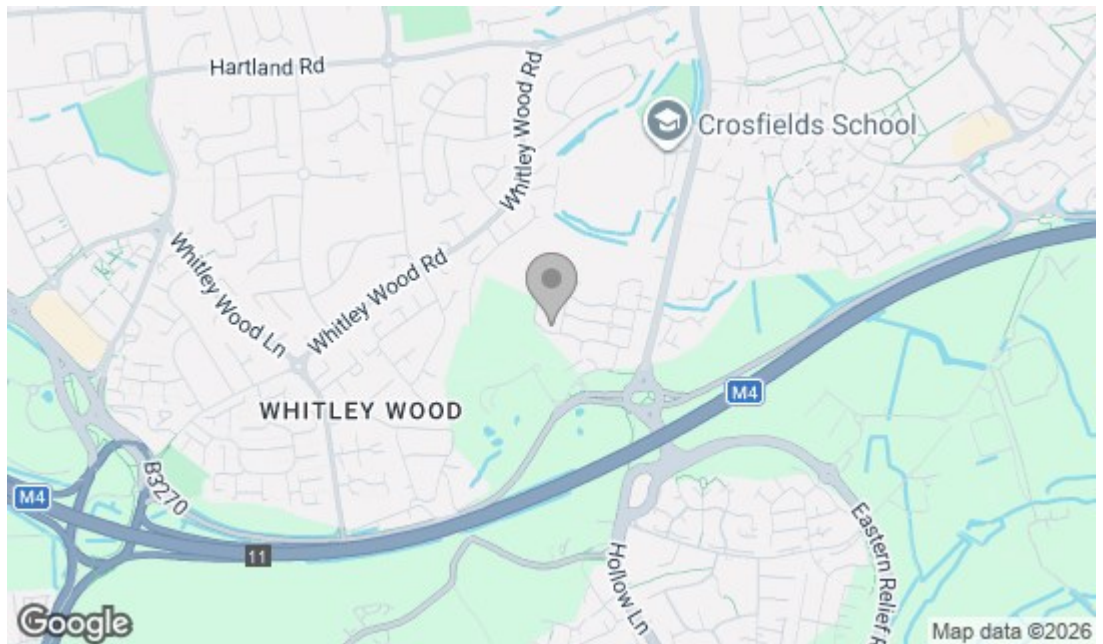 Hartland Rd
Whitley Wood Rd
Crosfields School
Whitley Wood Ln
Whitley Wood Rd
WHITLEY WOOD
M4
B3270
M4
11
Hollow Ln
Eastern Relief R
Google
Map data ©2026